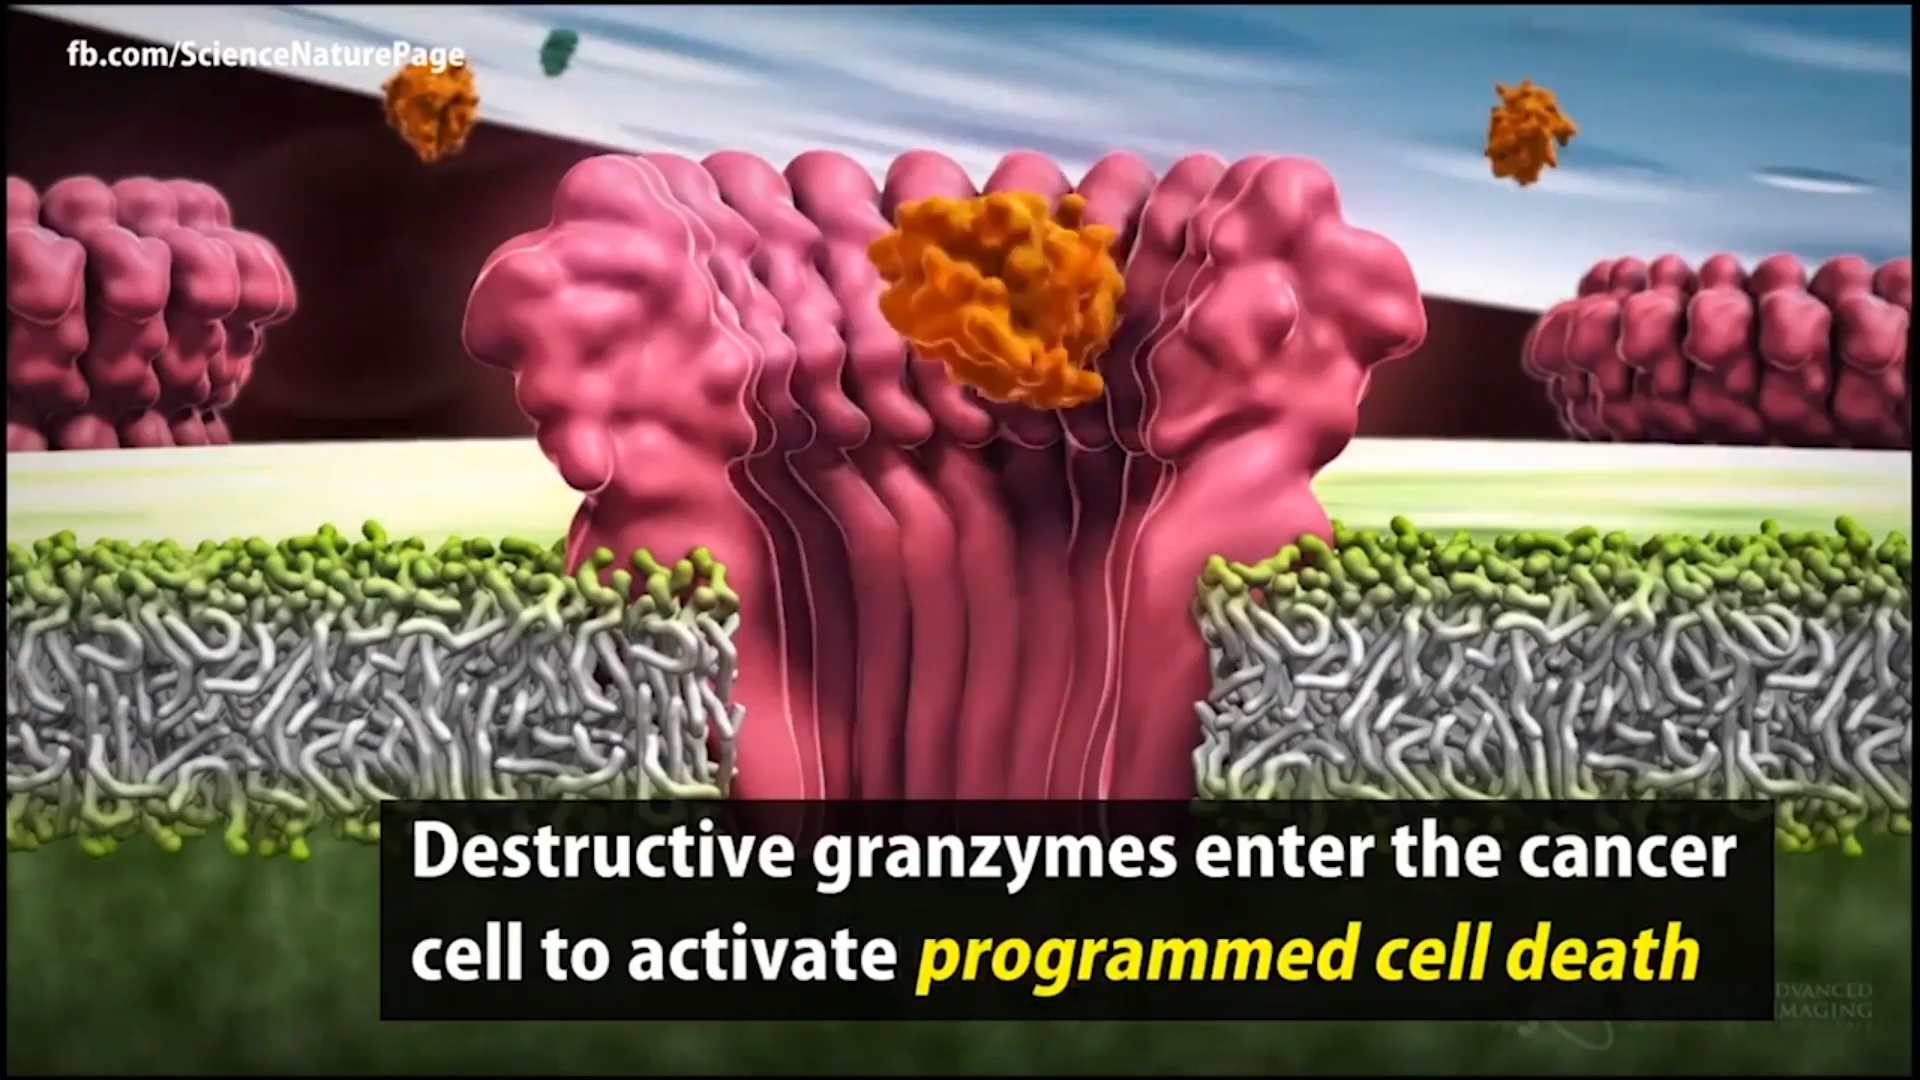 fb.com/ScienceNaturePage
Destructive granzymes enter the cancer
cell to activate programmed cell death